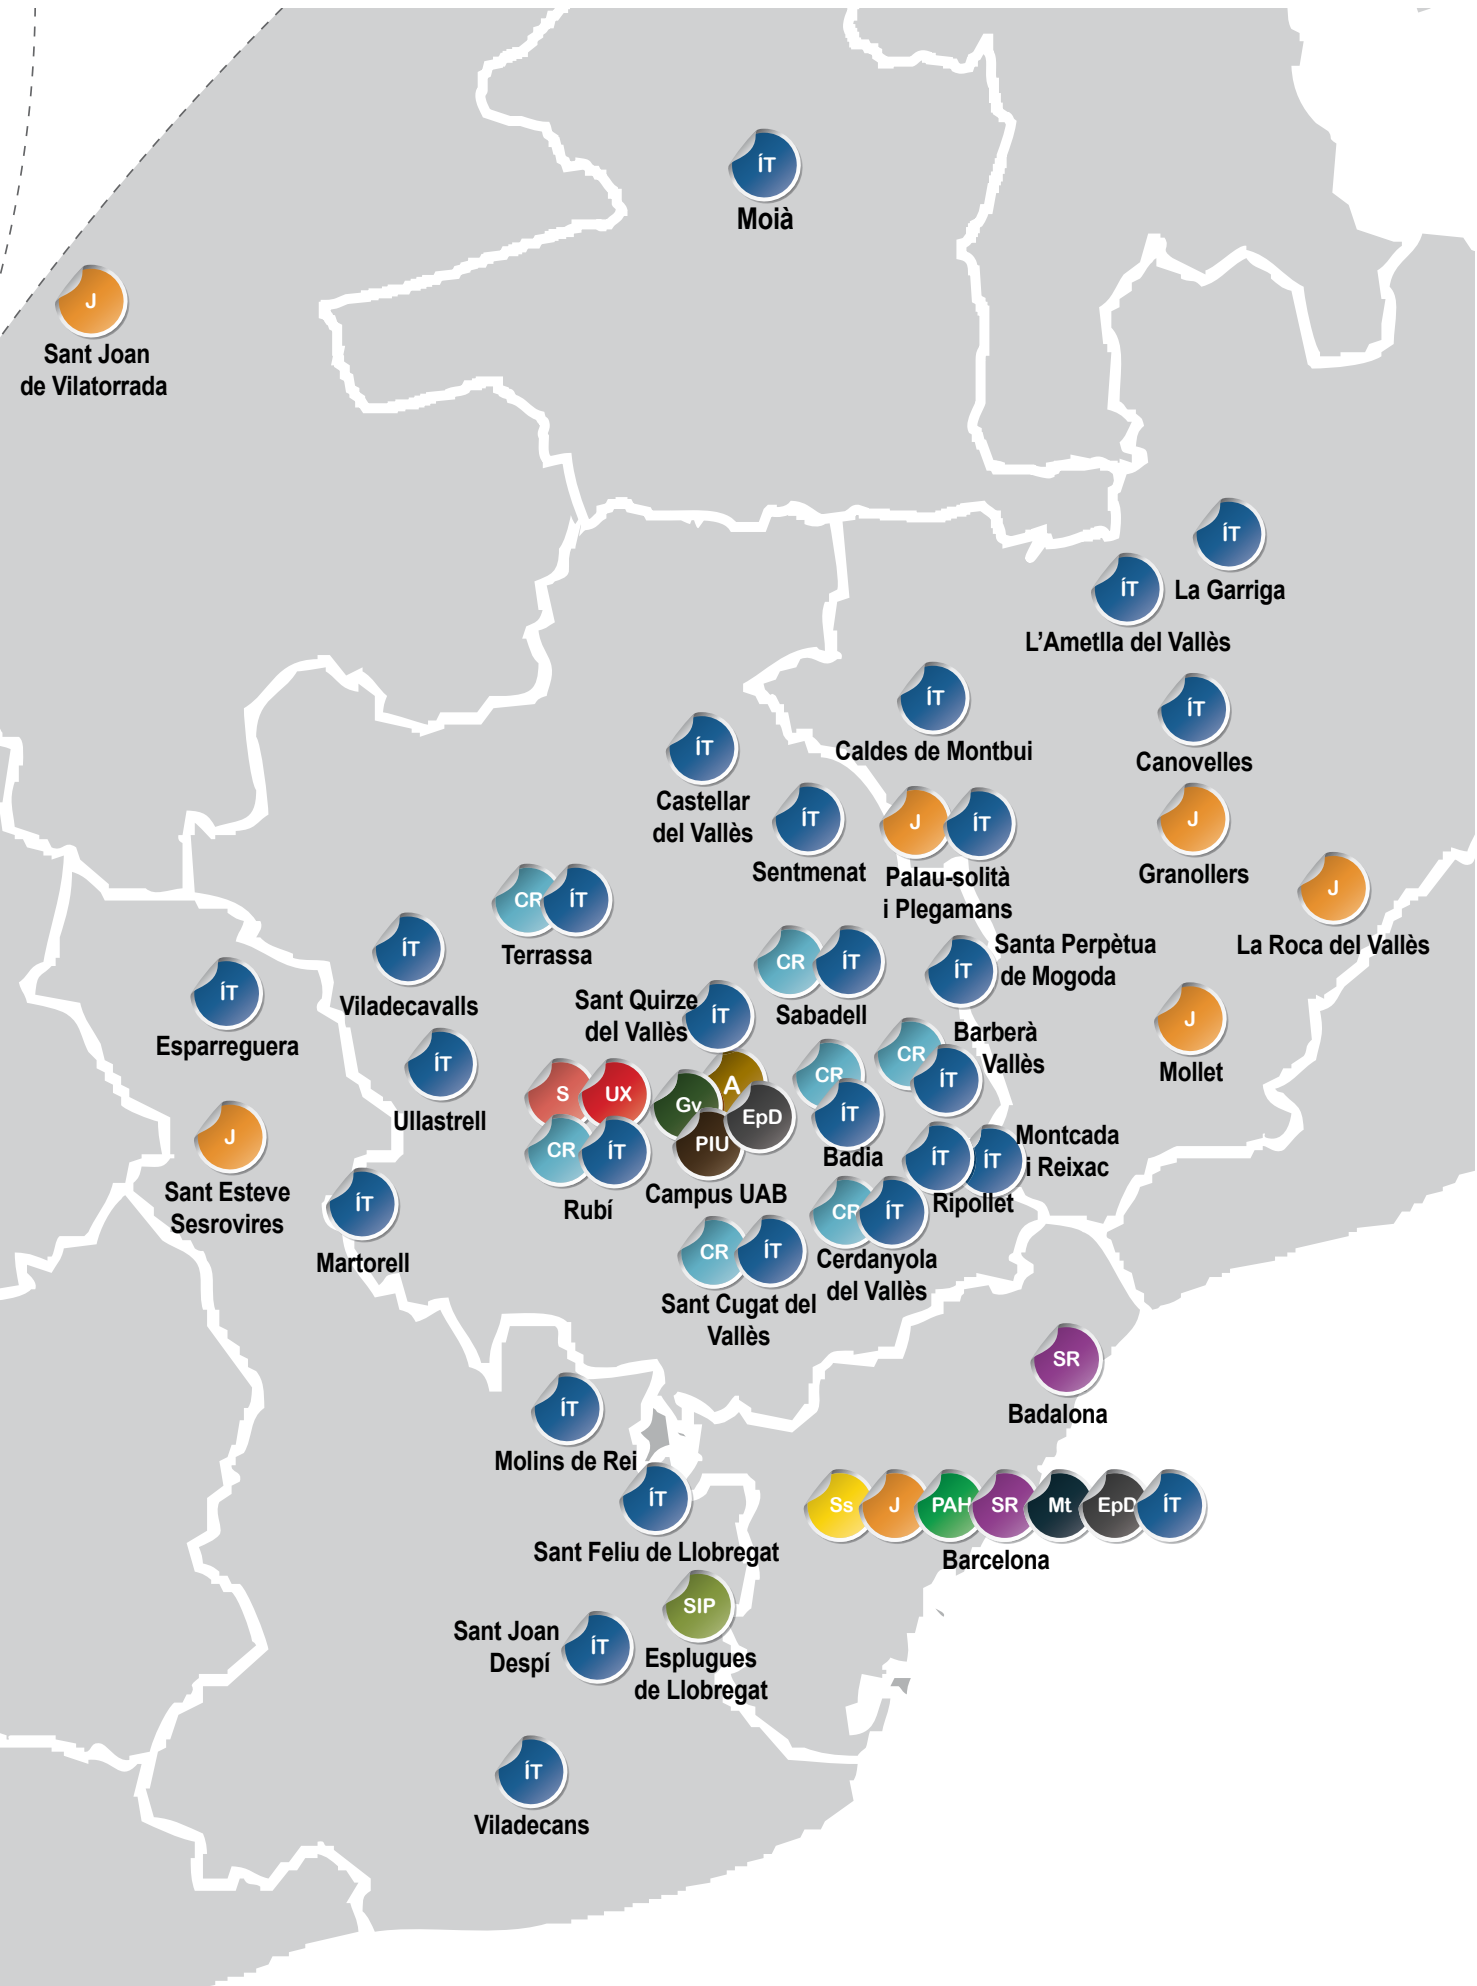 ÍT
Moià
J
Sant Joan
de Vilatorrada
ÍT
La Garriga
ÍT
L'Ametlla del Vallès
ÍT
Caldes de Montbui
ÍT
Canovelles
ÍT
Castellar
del Vallès
ÍT
Sentmenat
J ÍT
Palau-solità
i Plegamans
J
Granollers
J
La Roca del Vallès
CR ÍT
Terrassa
ÍT
Viladecavalls
CR ÍT
Sabadell
ÍT
Santa Perpètua
de Mogoda
ÍT
Esparreguera
Sant Quirze
del Vallès
ÍT
J
Mollet
CR ÍT
Barberà
Vallès
ÍT
Ullastrell
S UX
CR ÍT
Rubí
A
Gv EpD
PIU
Campus UAB
CR
ÍT
Badia
J
Sant Esteve
Sesrovires
ÍT
Ripollet
ÍT
Montcada
i Reixac
ÍT
Martorell
CR ÍT
Cerdanyola
del Vallès
CR ÍT
Sant Cugat del
Vallès
SR
Badalona
ÍT
Molins de Rei
ÍT
Sant Feliu de Llobregat
Ss J PAH SR Mt EpD ÍT
Barcelona
SIP
Esplugues
de Llobregat
Sant Joan
Despí
ÍT
ÍT
Viladecans